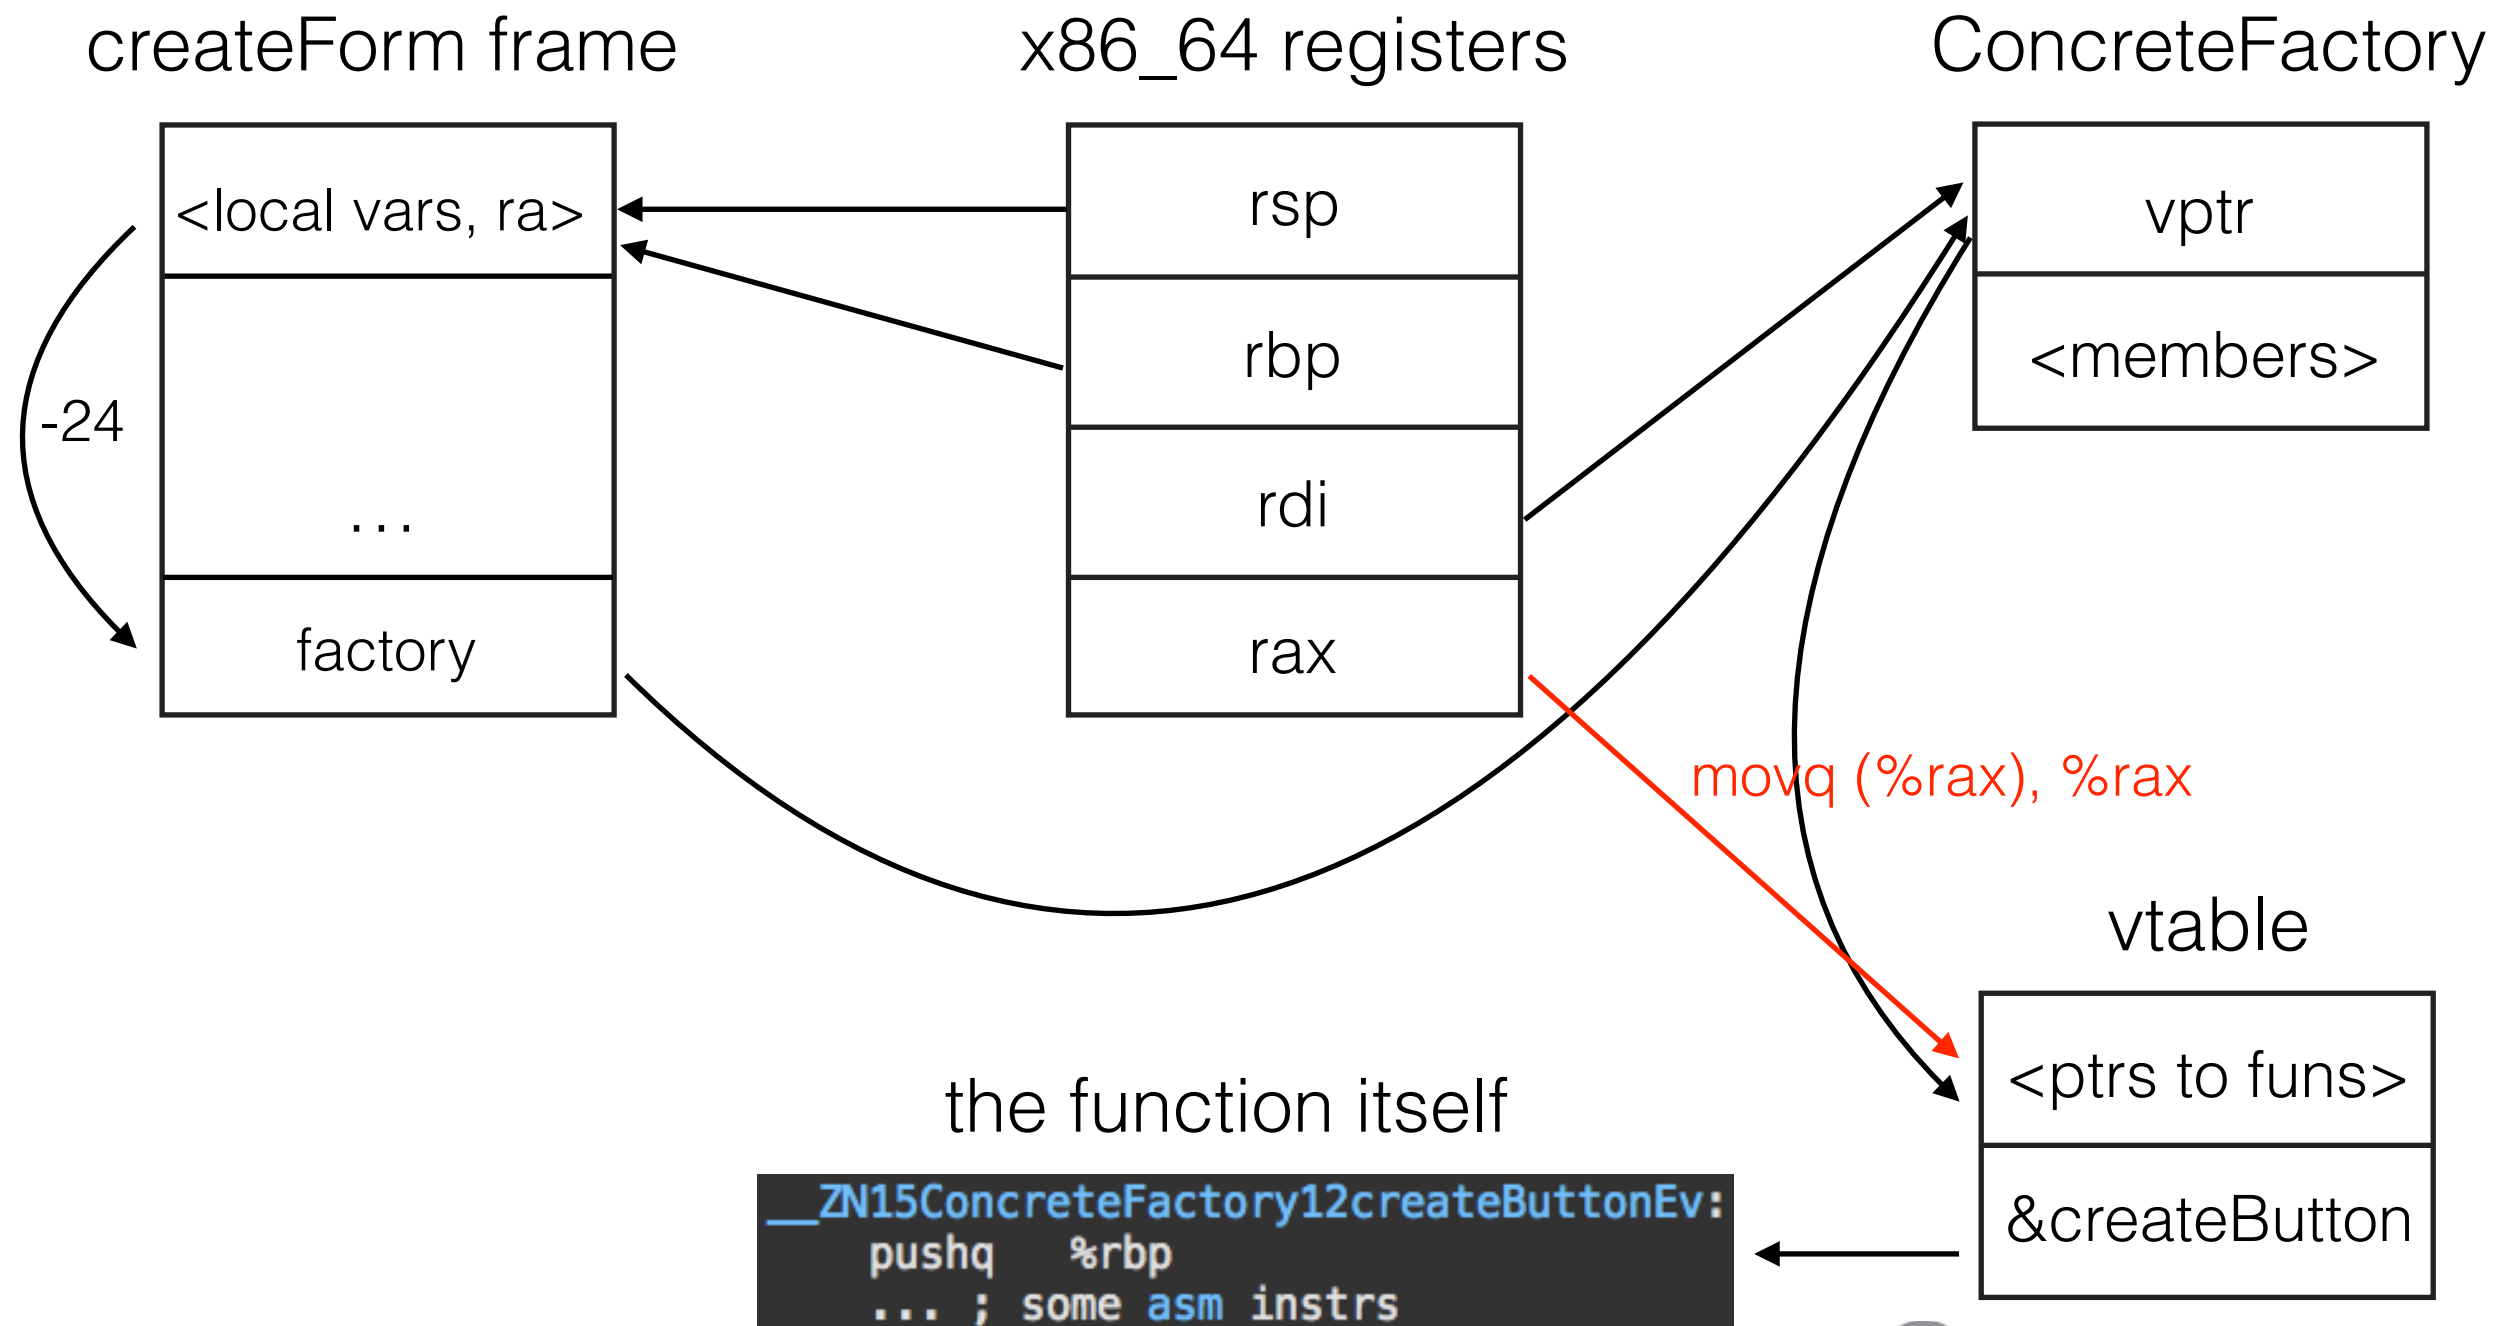 createForm frame
x86_64 registers
ConcreteFactory
<local vars, ra>
rsp
vptr
rbp
<members>
-24
...
rdi
factory
rax
movq (%rax), %rax
vtable
<ptrs to funs>
the function itself
&createButton
__ZN15ConcreteFactory12createButtonEv:
pushq %rbp
... ; some asm instrs